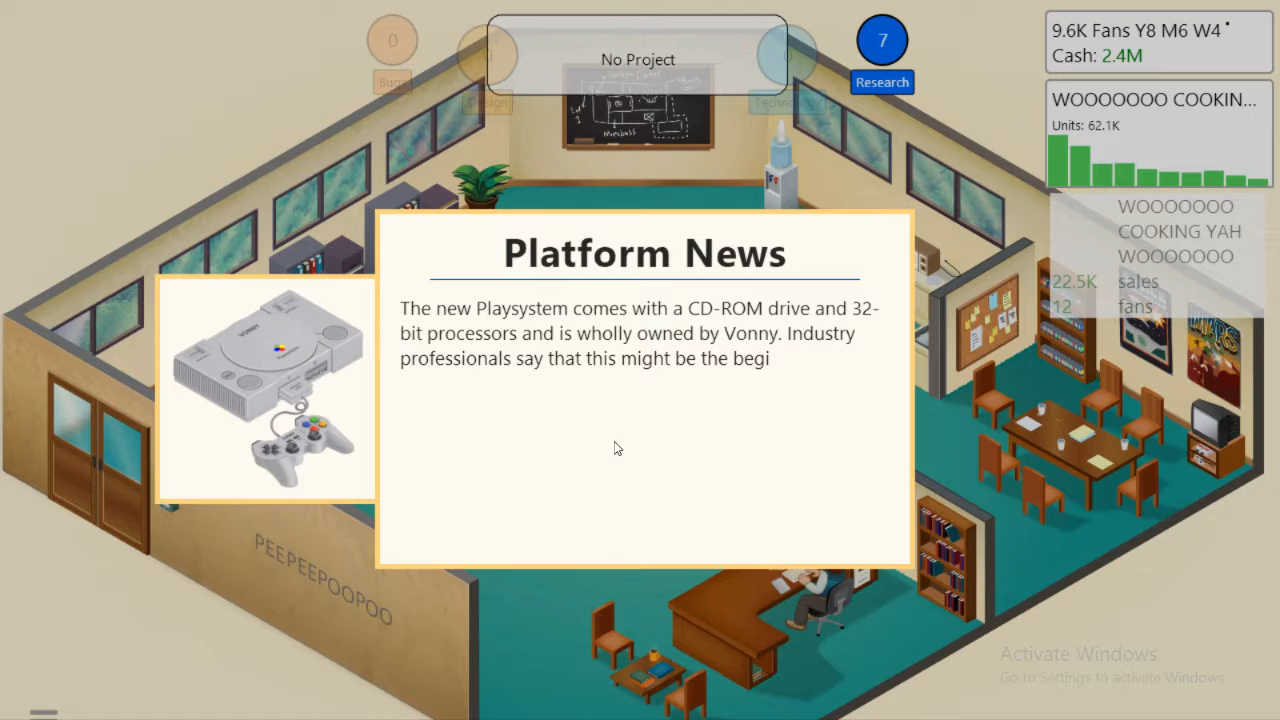 0
Bugs
Design
No Project
Technology
7
Research
9.6K Fans Y8 M6 W4
Cash: 2.4M
WOOOOOOO COOKIN...
Units: 62.1K
WOOOOOOO
COOKING YAH
WOOOOOOO
22.5K sales
12 fans
Platform News
The new Playsystem comes with a CD-ROM drive and 32-
bit processors and is wholly owned by Vonny. Industry
professionals say that this might be the begi
VONNY
PEEPEEPOOPOO
Activate Windows
Go to Settings to activate Windows